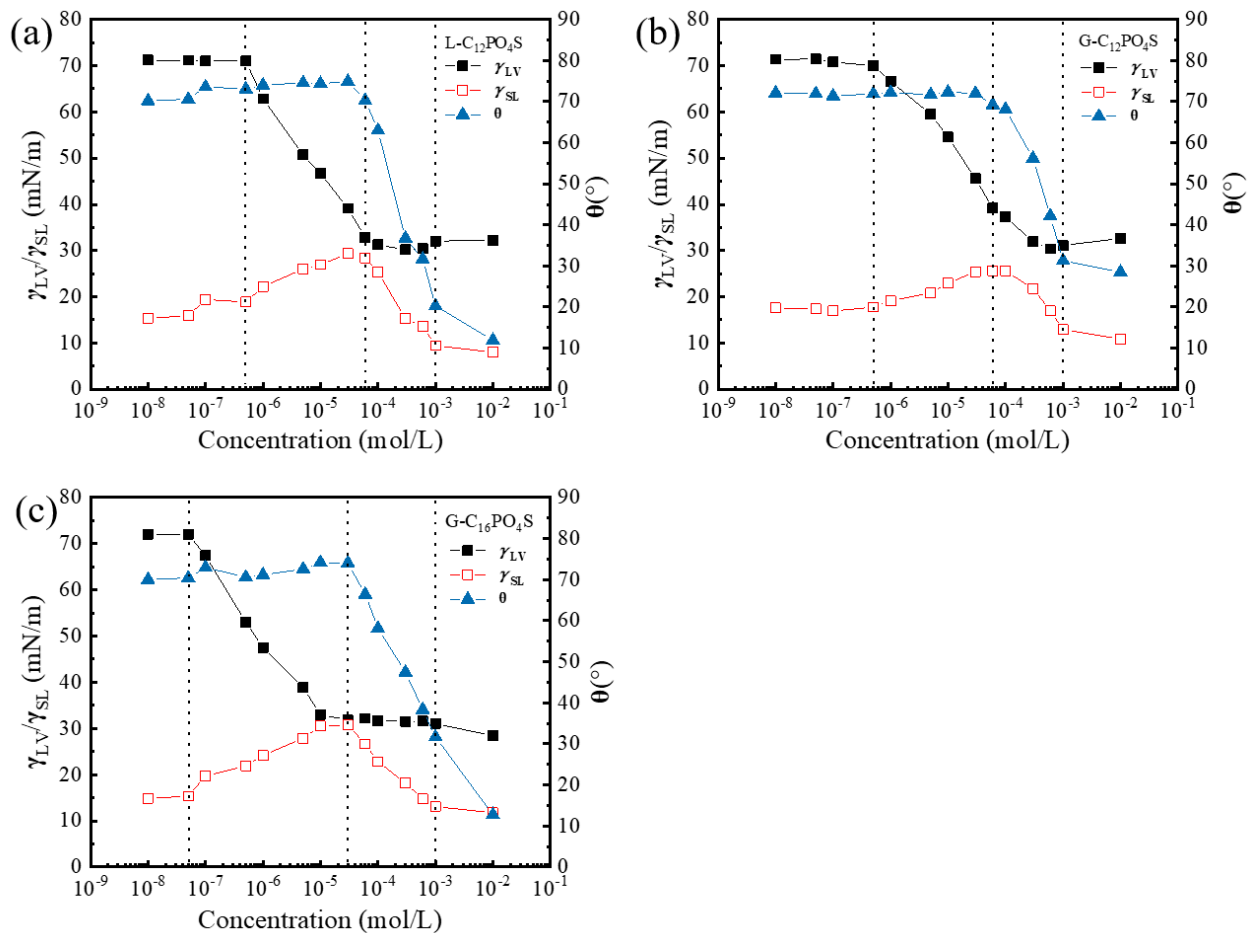 (a)
L-C₁₂PO₄S
γLV
γSL
θ
γLV/γSL (mN/m)
80
70
60
50
40
30
20
10
0
90
80
70
60
50
40
30
20
10
0
θ(°)
10⁻⁹ 10⁻⁸ 10⁻⁷ 10⁻⁶ 10⁻⁵ 10⁻⁴ 10⁻³ 10⁻² 10⁻¹
Concentration (mol/L)
(b)
G-C₁₂PO₄S
γLV
γSL
θ
γLV/γSL (mN/m)
80
70
60
50
40
30
20
10
0
90
80
70
60
50
40
30
20
10
0
θ(°)
10⁻⁹ 10⁻⁸ 10⁻⁷ 10⁻⁶ 10⁻⁵ 10⁻⁴ 10⁻³ 10⁻² 10⁻¹
Concentration (mol/L)
(c)
G-C₁₆PO₄S
γLV
γSL
θ
γLV/γSL (mN/m)
80
70
60
50
40
30
20
10
0
90
80
70
60
50
40
30
20
10
0
θ(°)
10⁻⁹ 10⁻⁸ 10⁻⁷ 10⁻⁶ 10⁻⁵ 10⁻⁴ 10⁻³ 10⁻² 10⁻¹
Concentration (mol/L)